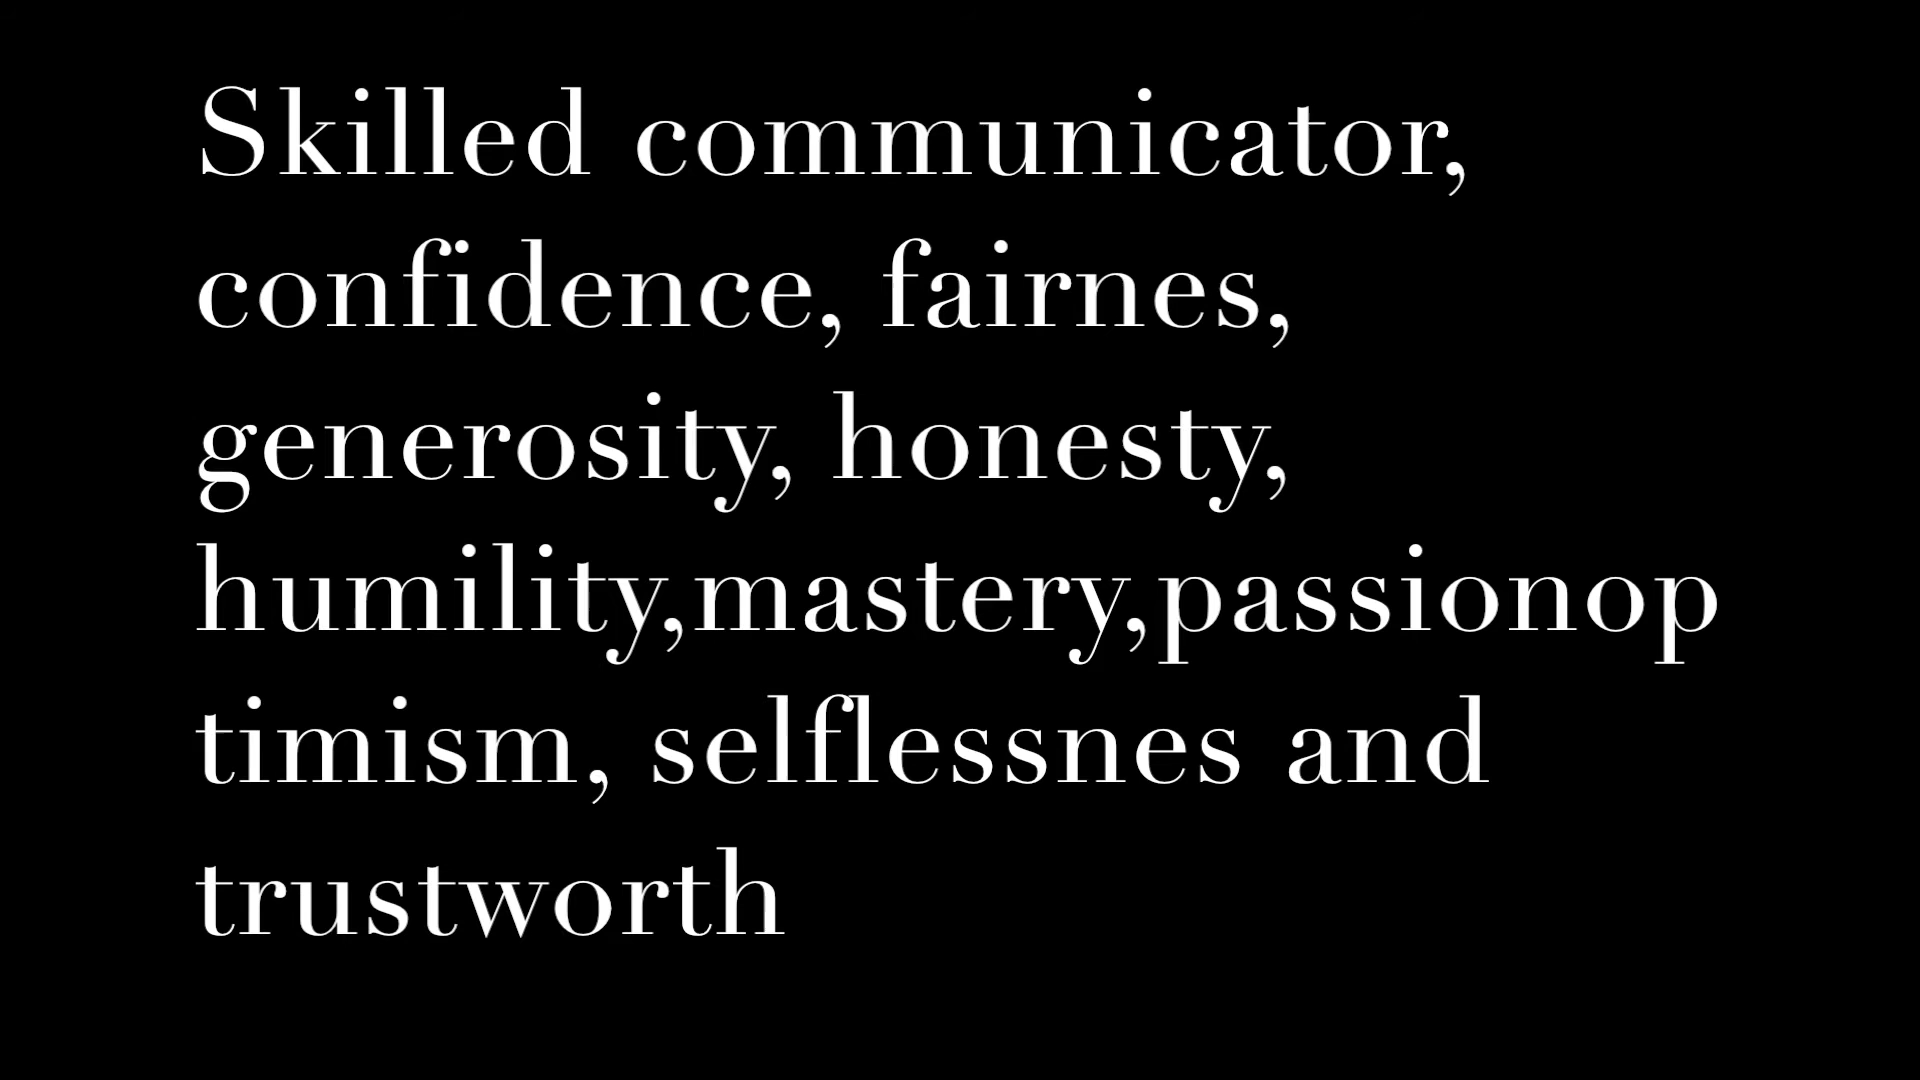 Skilled communicator,
confidence, fairnes,
generosity, honesty,
humility,mastery,passionop
timism, selflessnes and
trustworth